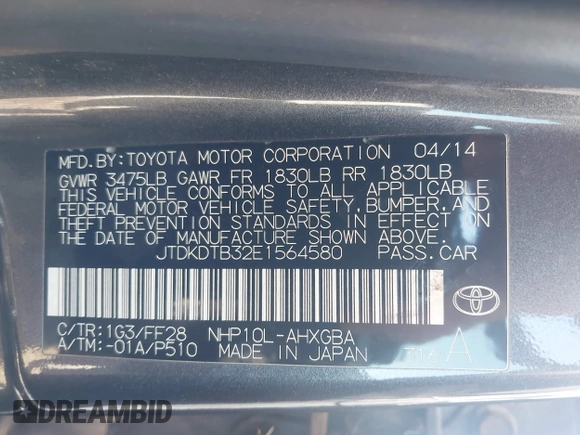 MFD.BY:TOYOTA MOTOR CORPORATION 04/14
GVWR 3475LB GAWR FR 1830LB RR 1830LB
THIS VEHICLE CONFORMS TO ALL APPLICABLE
FEDERAL MOTOR VEHICLE SAFETY, BUMPER, AND
THEFT PREVENTION STANDARDS IN EFFECT ON
THE DATE OF MANUFACTURE SHOWN ABOVE.
JTDKDTB32E1564580 PASS.CAR
C/TR:1G3/FF28 NHP10L-AHXGBA
A/TM:-01A/P510 MADE IN JAPAN A
DREAMBID